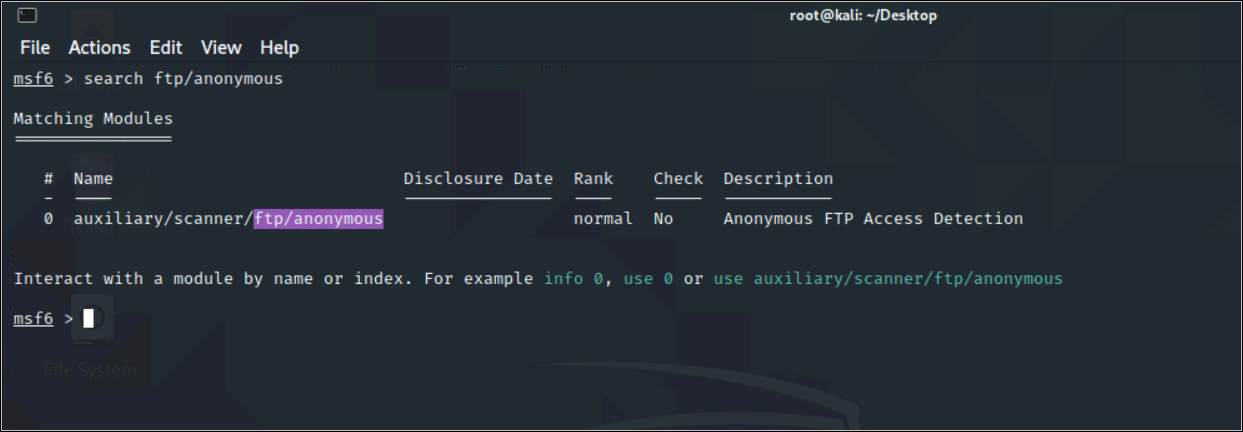 root@kali: ~/Desktop
File Actions Edit View Help
msf6 > search ftp/anonymous
Matching Modules
================
# Name Disclosure Date Rank Check Description
- ---- --------------- ---- ----- -----------
0 auxiliary/scanner/ftp/anonymous normal No Anonymous FTP Access Detection
Interact with a module by name or index. For example info 0, use 0 or use auxiliary/scanner/ftp/anonymous
msf6 >
File System